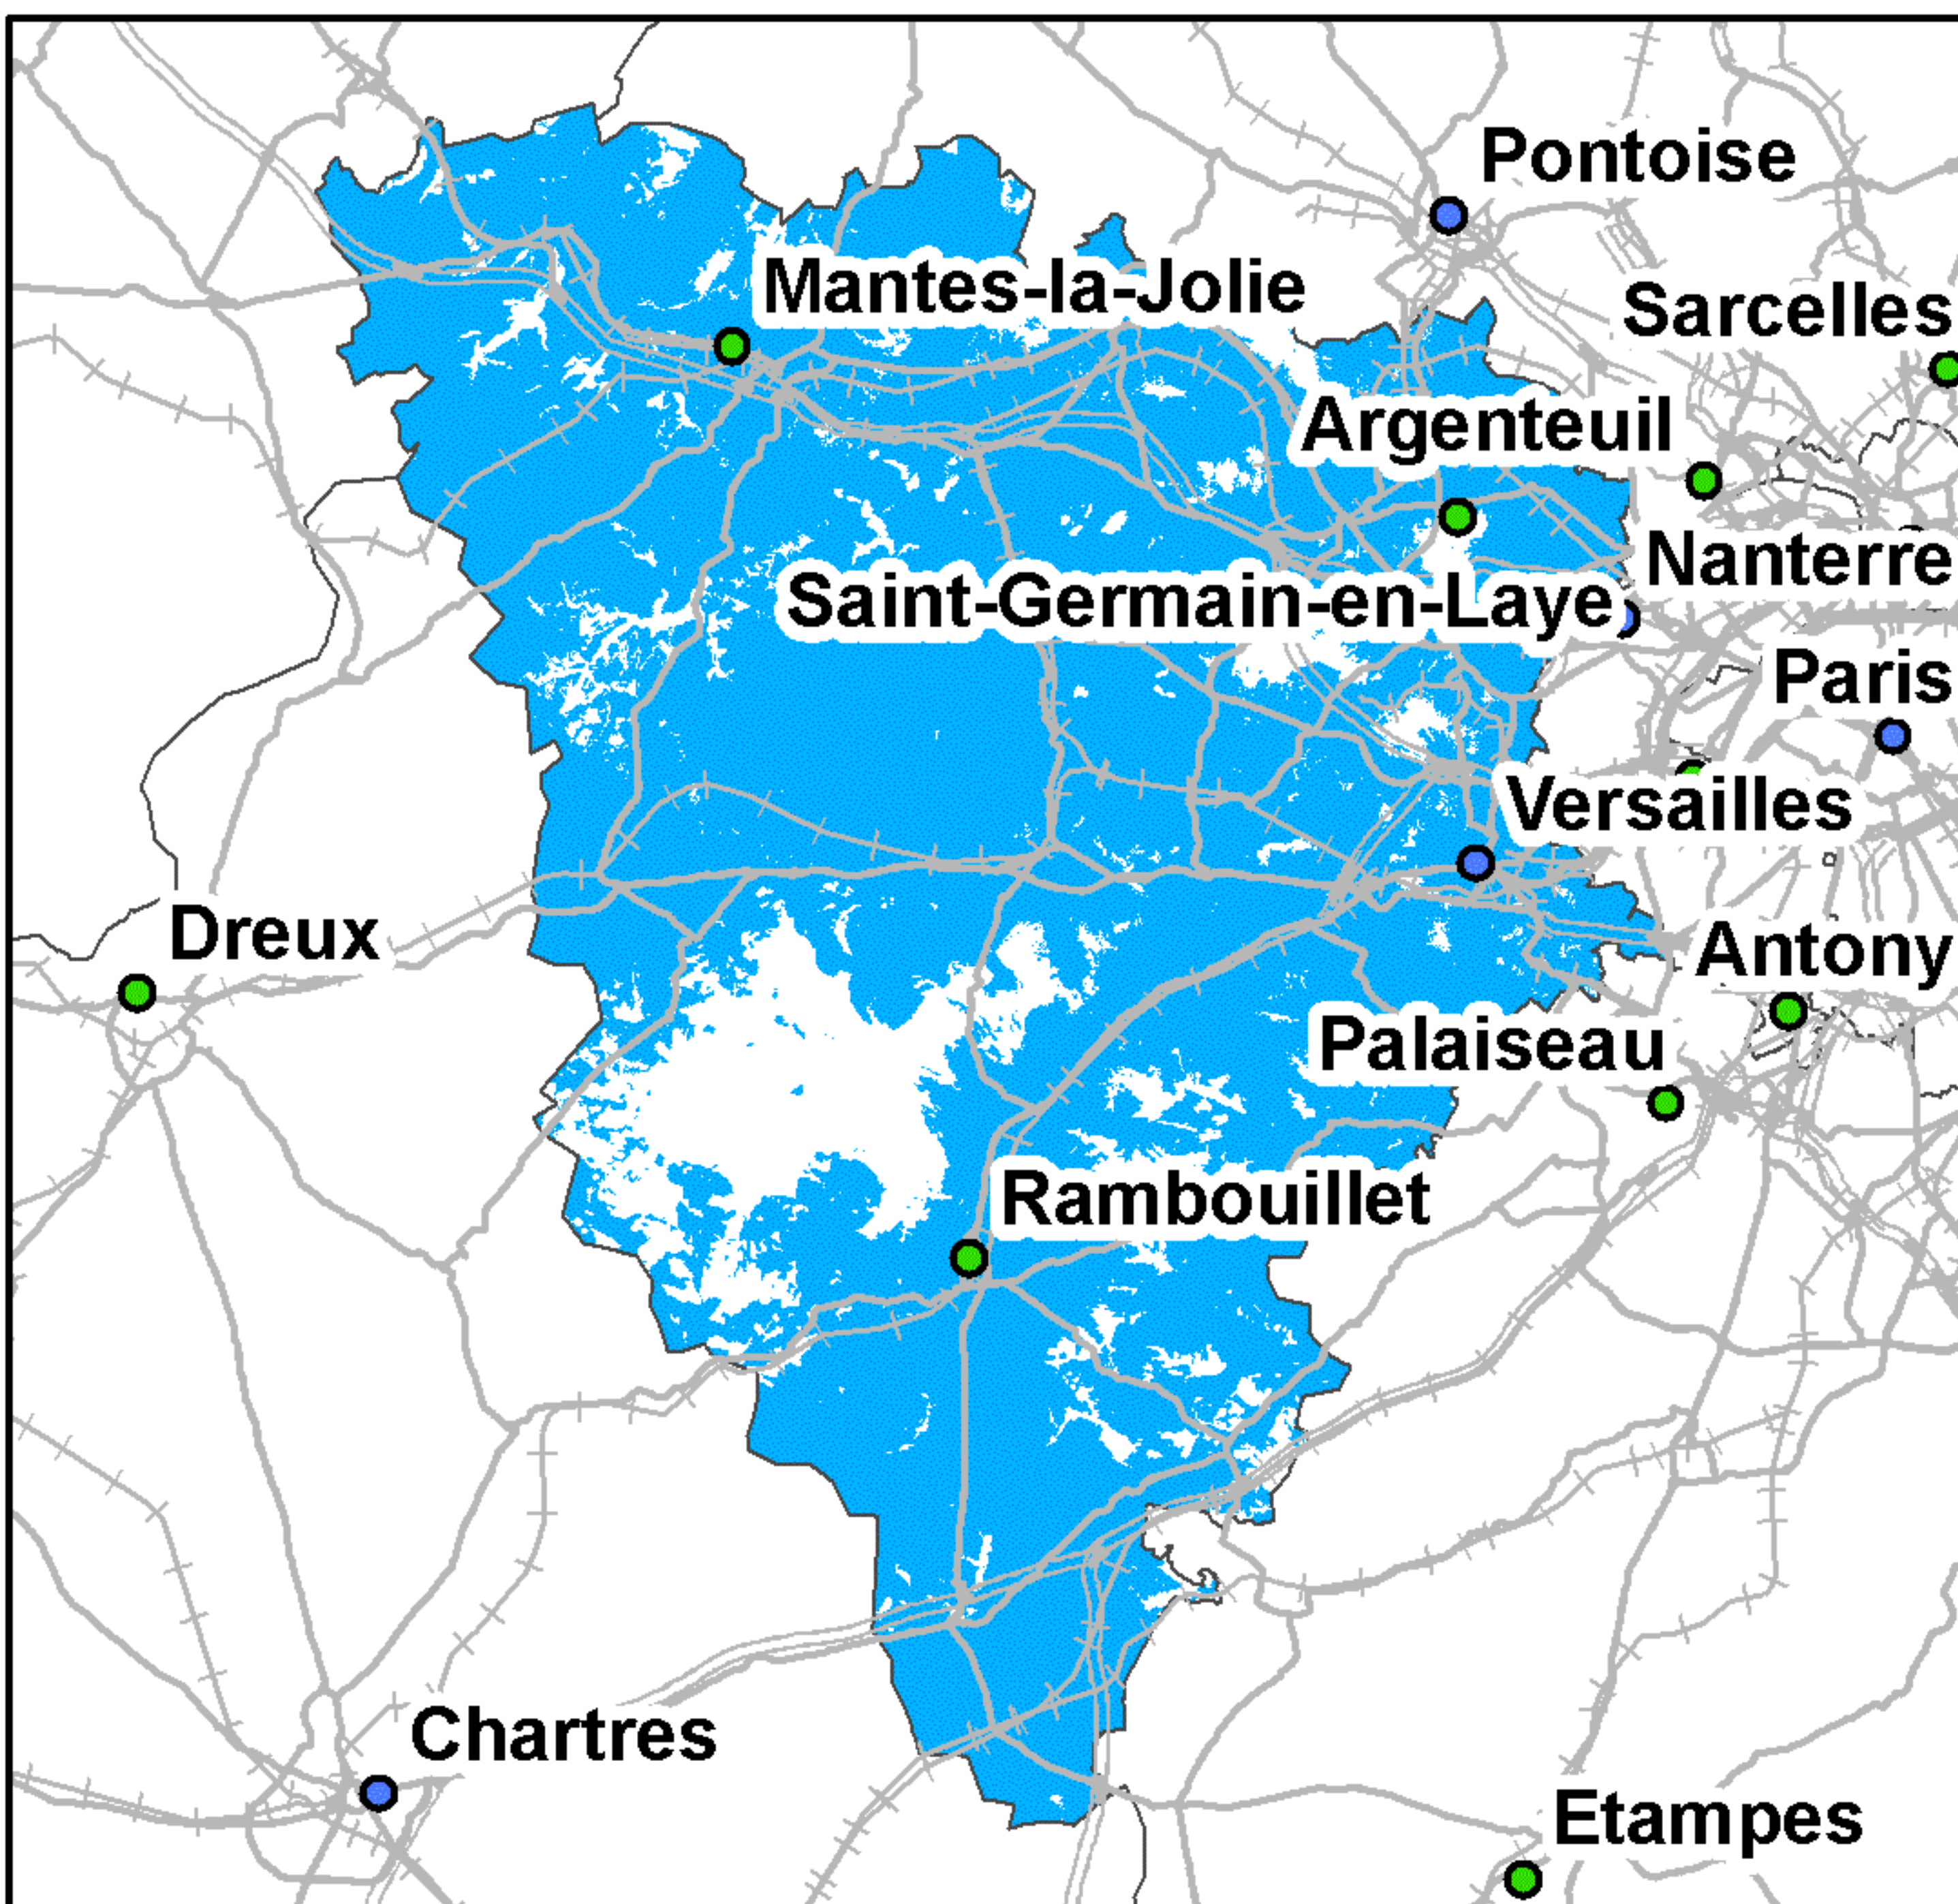 Pontoise
Mantes-la-Jolie
Sarcelles
Argenteuil
Nanterre
Saint-Germain-en-Laye
Paris
Versailles
Dreux
Antony
Palaiseau
Rambouillet
Chartres
Etampes